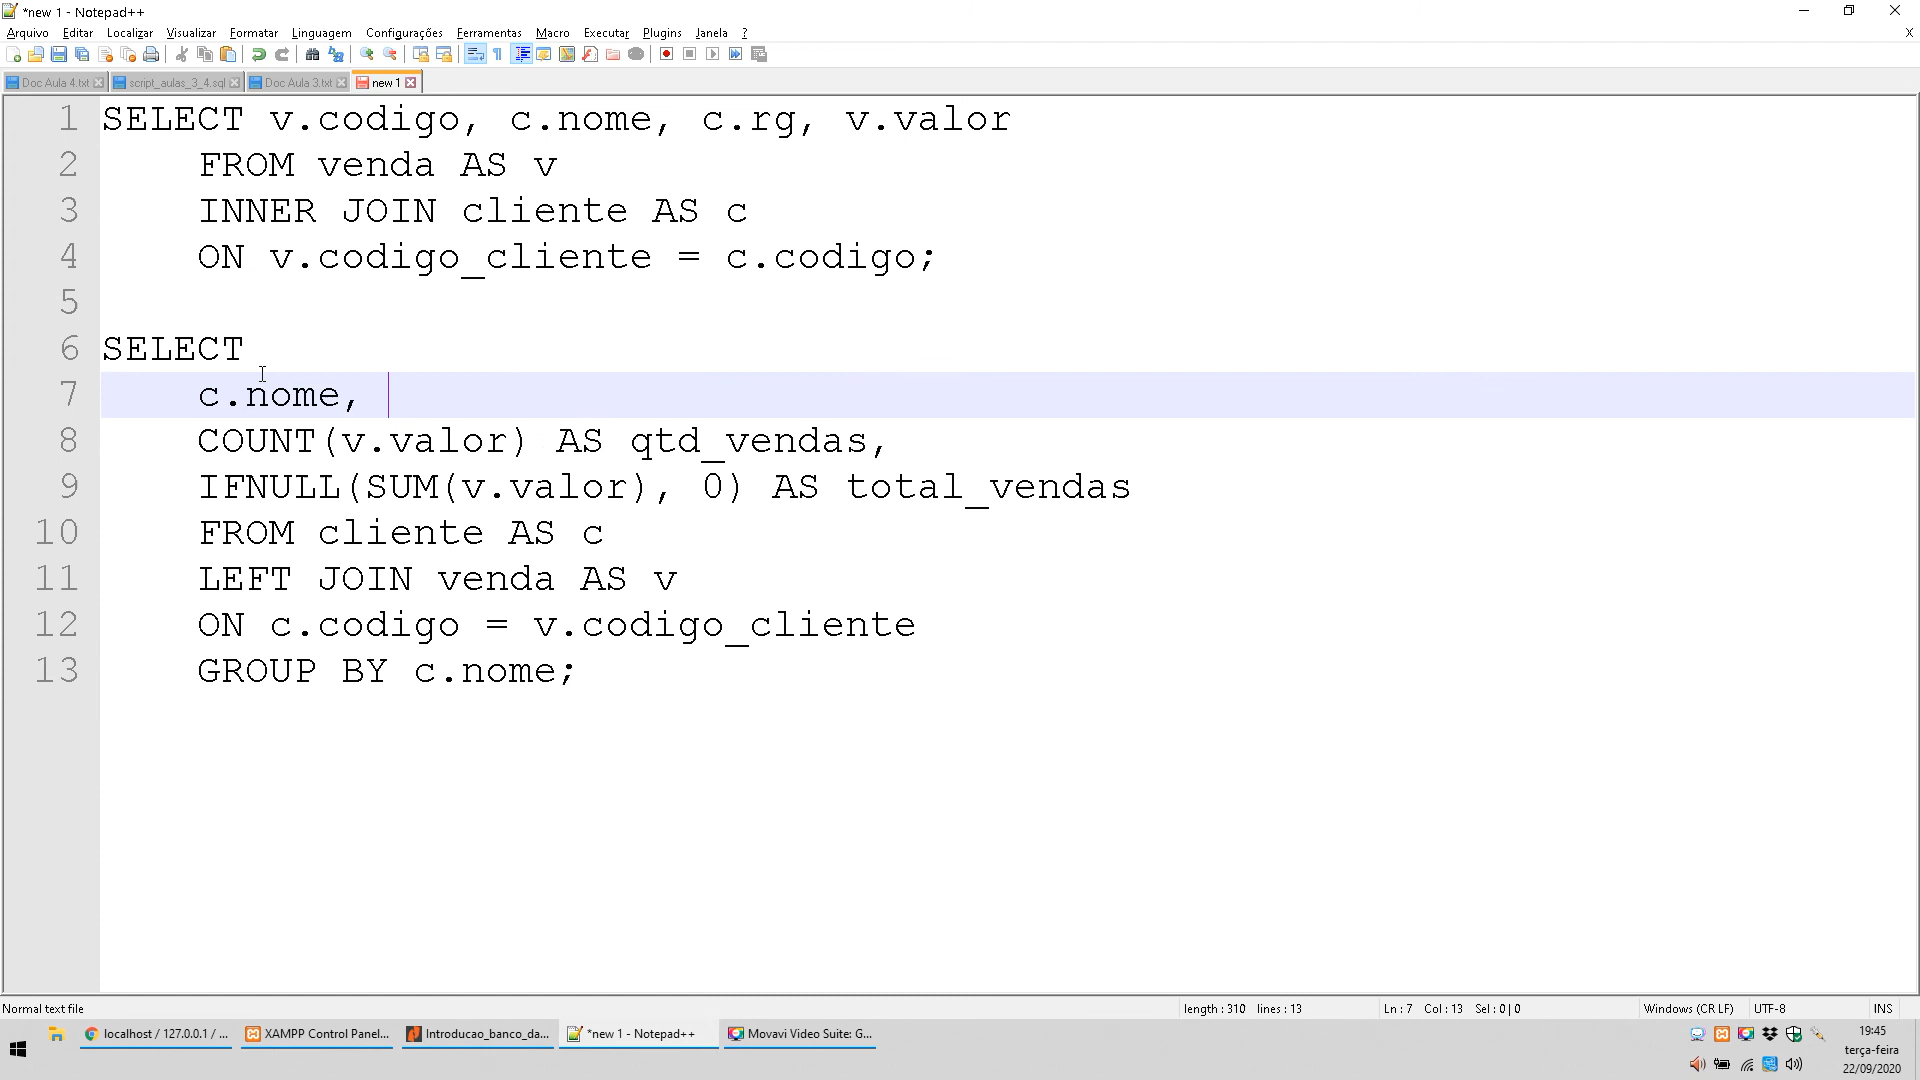 *new 1 - Notepad++
Arquivo Editar Localizar Visualizar Formatar Linguagem Configurações Ferramentas Macro Executar Plugins Janela ? X
Doc Aula 4.txt script_aulas_3_4.sql Doc Aula 3.txt new 1
1 SELECT v.codigo, c.nome, c.rg, v.valor
2 FROM venda AS v
3 INNER JOIN cliente AS c
4 ON v.codigo_cliente = c.codigo;
5
6 SELECT
7 c.nome,
8 COUNT(v.valor) AS qtd_vendas,
9 IFNULL(SUM(v.valor), 0) AS total_vendas
10 FROM cliente AS c
11 LEFT JOIN venda AS v
12 ON c.codigo = v.codigo_cliente
13 GROUP BY c.nome;
Normal text file length : 310 lines : 13 Ln : 7 Col : 13 Sel : 0 | 0 Windows (CR LF) UTF-8 INS
localhost / 127.0.0.1 / ... XAMPP Control Panel... Introducao_banco_da... *new 1 - Notepad++ Movavi Video Suite: G...
19:45
terça-feira
22/09/2020